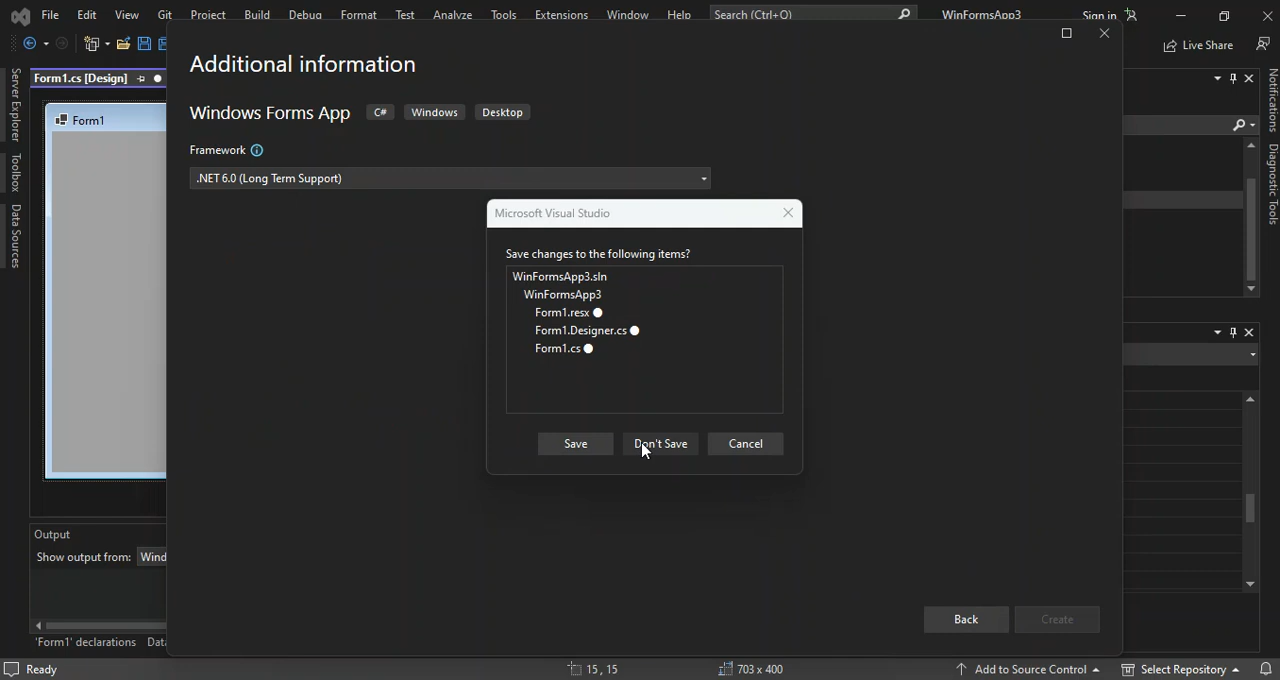 File Edit View Git Project Build Debug Format Test Analyze Tools Extensions Window Help Search (Ctrl+Q) WinFormsApp3 Sign in
Live Share
Form1.cs [Design]
Server Explorer
Toolbox
Data Sources
Form1
Additional information
Windows Forms App C# Windows Desktop
Framework
.NET 6.0 (Long Term Support)
Microsoft Visual Studio
Save changes to the following items?
WinFormsApp3.sln
WinFormsApp3
Form1.resx
Form1.Designer.cs
Form1.cs
Save Don't Save Cancel
Notifications
Diagnostic Tools
Output
Show output from: Wind
'Form1' declarations Dat
Back Create
Ready 15, 15 703 x 400 Add to Source Control Select Repository